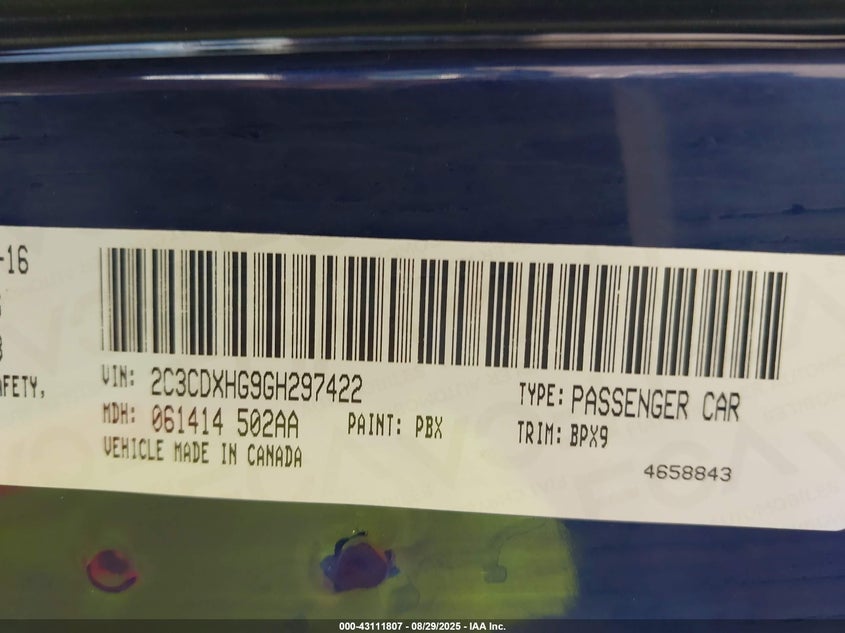 -16
AFETY,
VIN: 2C3CDXHG9GH297422
MDH: 061414 502AA
PAINT: PBX
VEHICLE MADE IN CANADA
TYPE: PASSENGER CAR
TRIM: BPX9
4658843
000-43111807 - 08/29/2025 - IAA Inc.